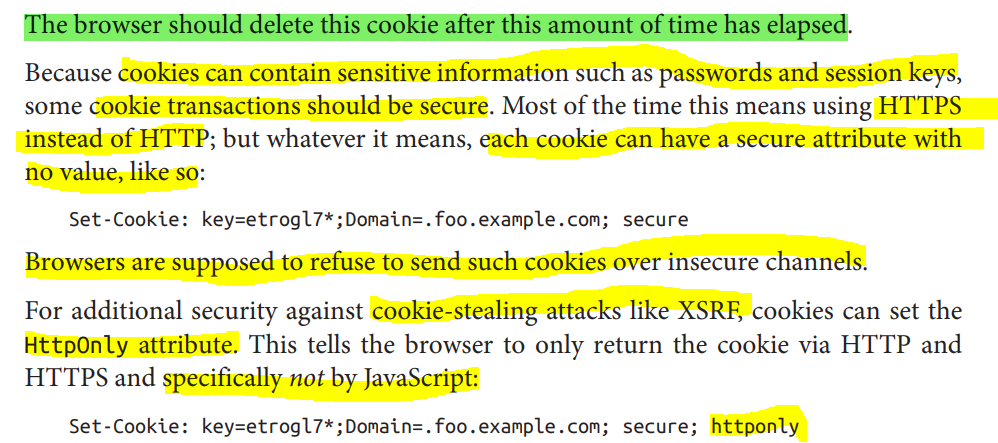 The browser should delete this cookie after this amount of time has elapsed.
Because cookies can contain sensitive information such as passwords and session keys,
some cookie transactions should be secure. Most of the time this means using HTTPS
instead of HTTP; but whatever it means, each cookie can have a secure attribute with
no value, like so:
Set-Cookie: key=etrogl7*;Domain=.foo.example.com; secure
Browsers are supposed to refuse to send such cookies over insecure channels.
For additional security against cookie-stealing attacks like XSRF, cookies can set the
HttpOnly attribute. This tells the browser to only return the cookie via HTTP and
HTTPS and specifically not by JavaScript:
Set-Cookie: key=etrogl7*;Domain=.foo.example.com; secure; httponly